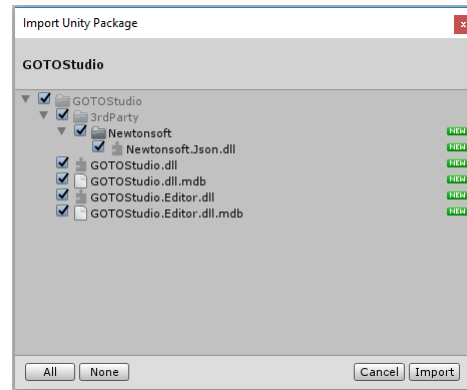 Import Unity Package
x
GOTOStudio
GOTOStudio
3rdParty
Newtonsoft NEW
Newtonsoft.Json.dll NEW
GOTOStudio.dll NEW
GOTOStudio.dll.mdb NEW
GOTOStudio.Editor.dll NEW
GOTOStudio.Editor.dll.mdb NEW
All None Cancel Import